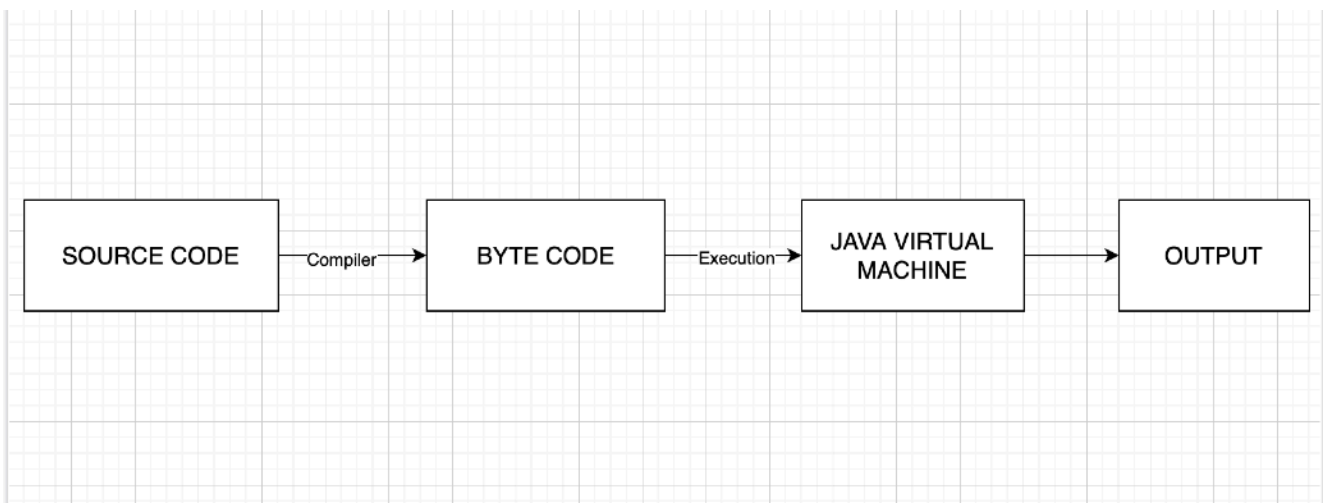 SOURCE CODE
Compiler
BYTE CODE
Execution
JAVA VIRTUAL
MACHINE
OUTPUT